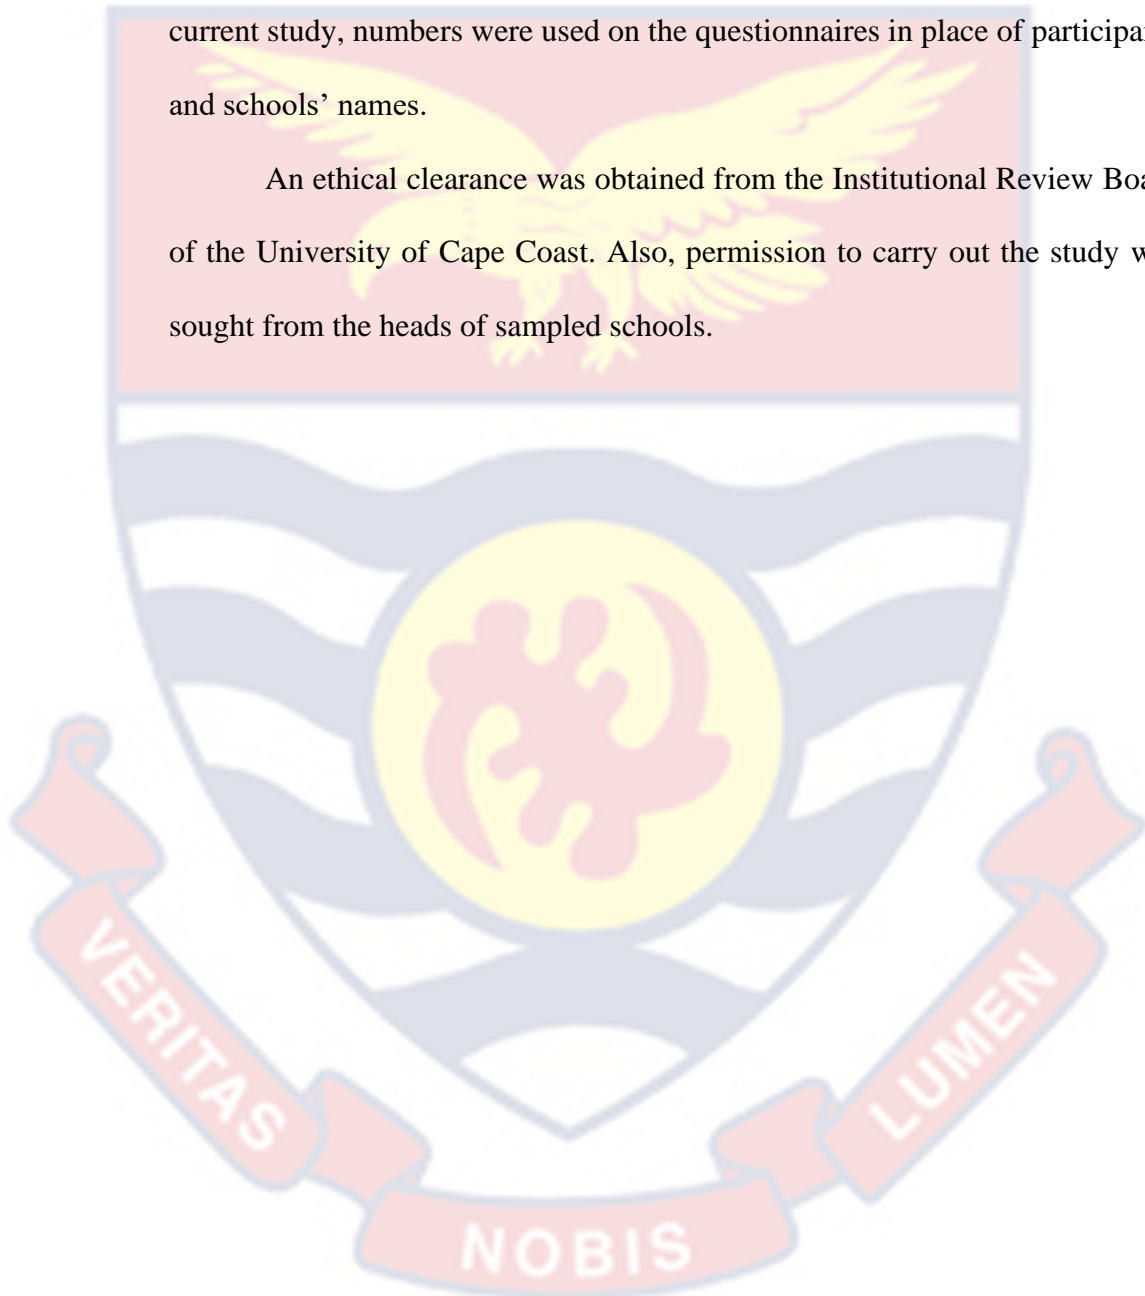 current study, numbers were used on the questionnaires in place of
and schools’ names.
An ethical clearance was obtained from the Institutional Review
of the University of Cape Coast. Also, permission to carry out the study
sought from the heads of sampled schools.
VERITAS
NOBIS
LUMEN